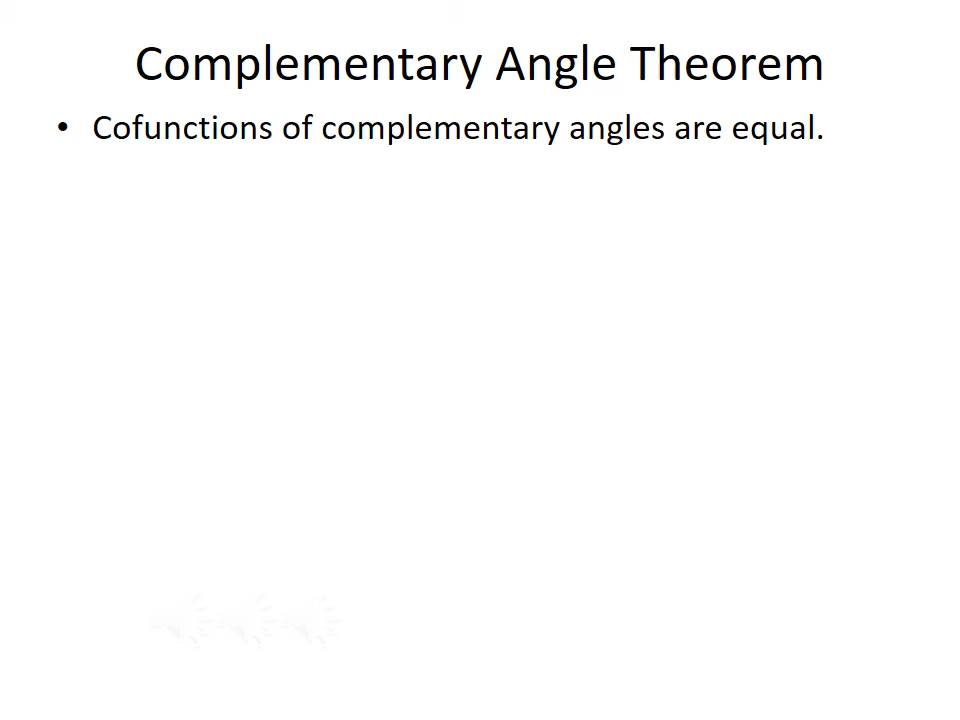 Complementary Angle Theorem
• Cofunctions of complementary angles are equal.